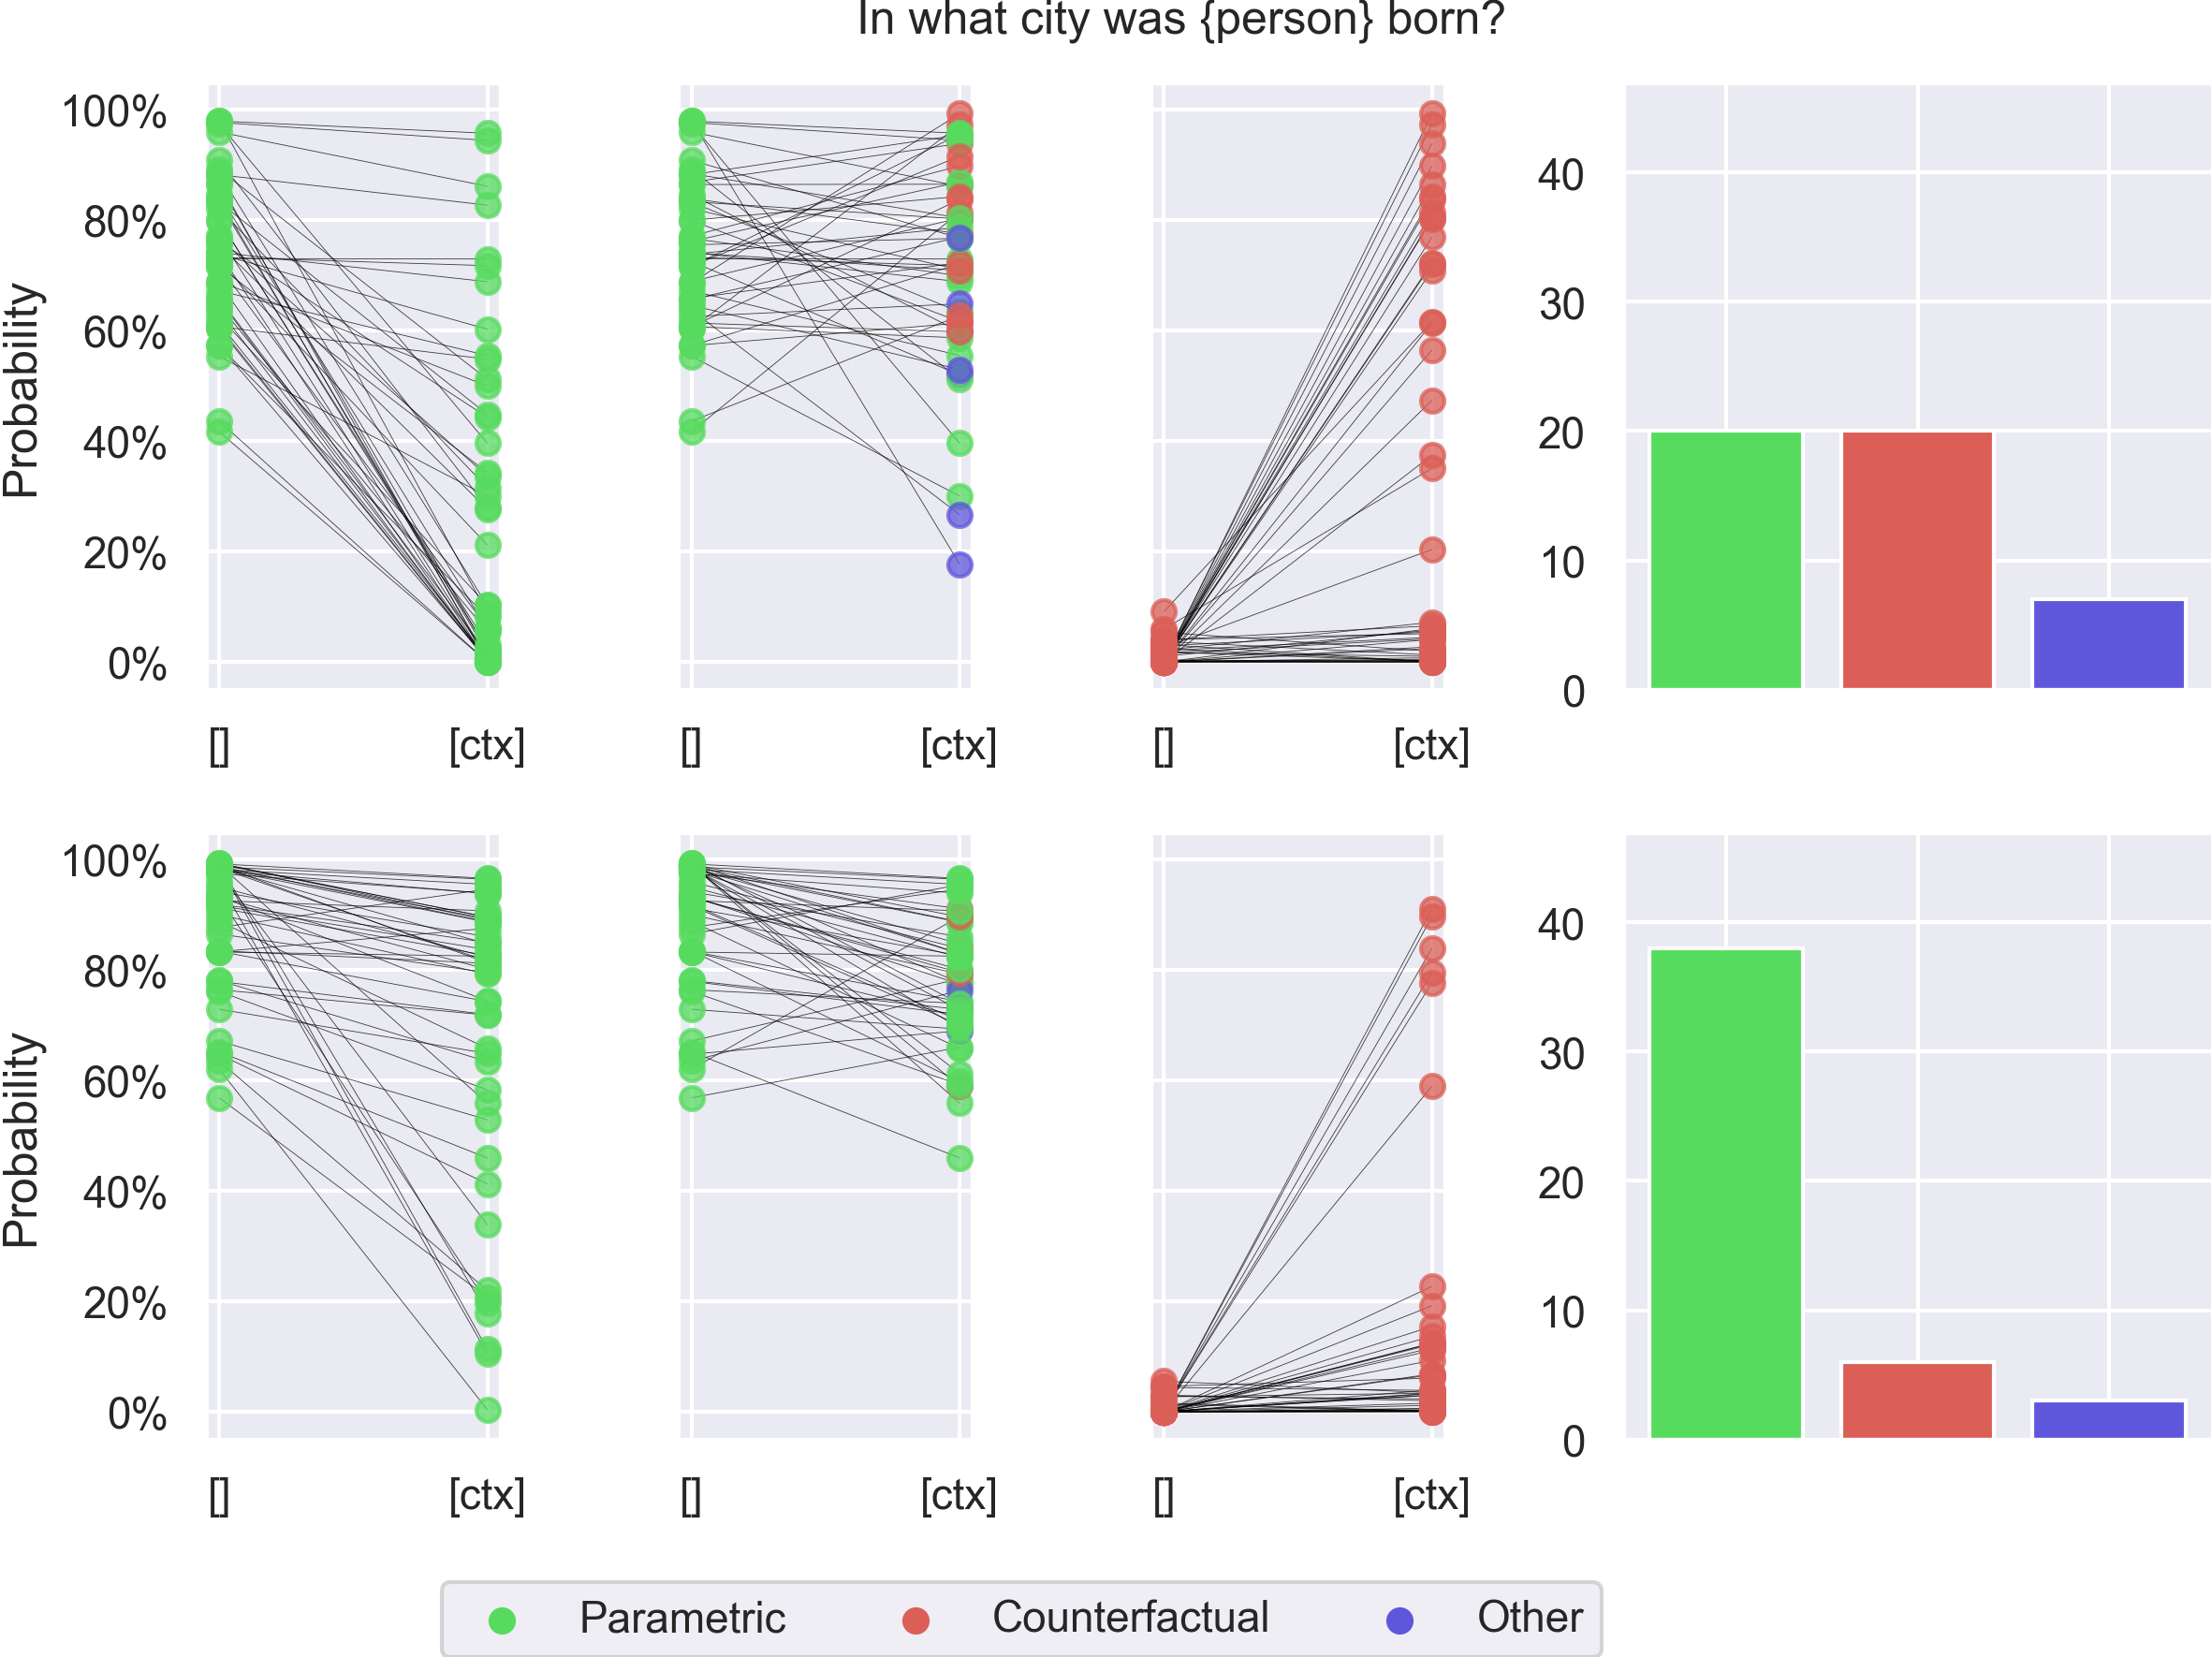 In what city was {person} born?
Probability
100%
80%
60%
40%
20%
0%
[] [ctx]
[] [ctx]
[] [ctx]
40
30
20
10
0
Probability
100%
80%
60%
40%
20%
0%
[] [ctx]
[] [ctx]
[] [ctx]
40
30
20
10
0
Parametric Counterfactual Other